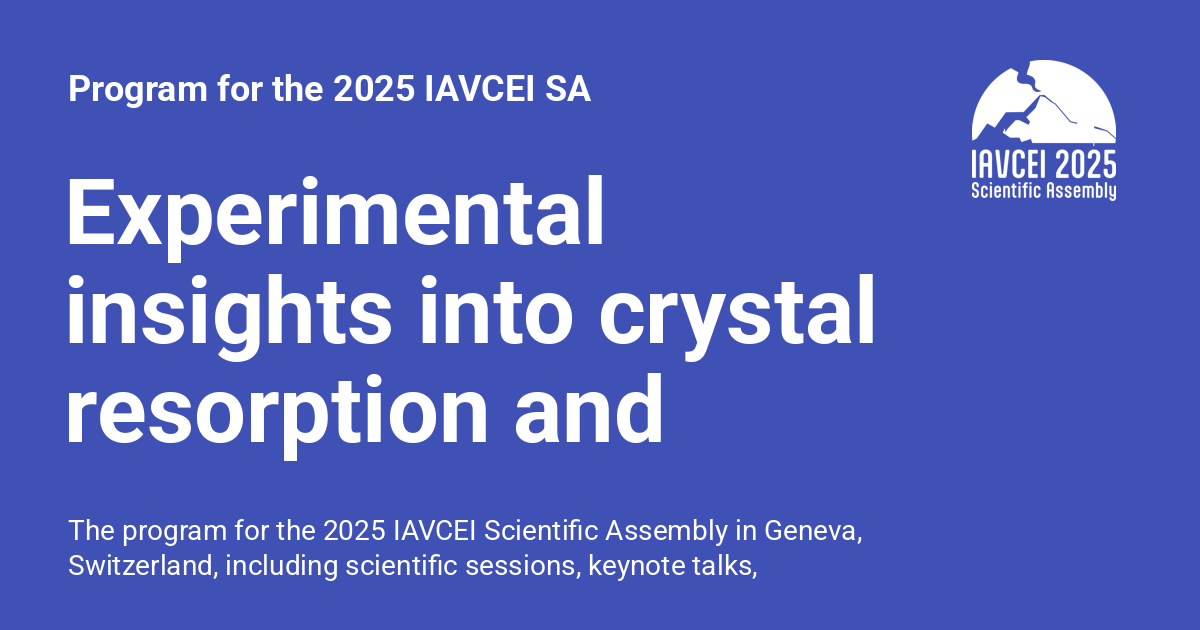 Program for the 2025 IAVCEI SA
IAVCEI 2025
Scientific Assembly
Experimental
insights into crystal
resorption and
The program for the 2025 IAVCEI Scientific Assembly in Geneva,
Switzerland, including scientific sessions, keynote talks,